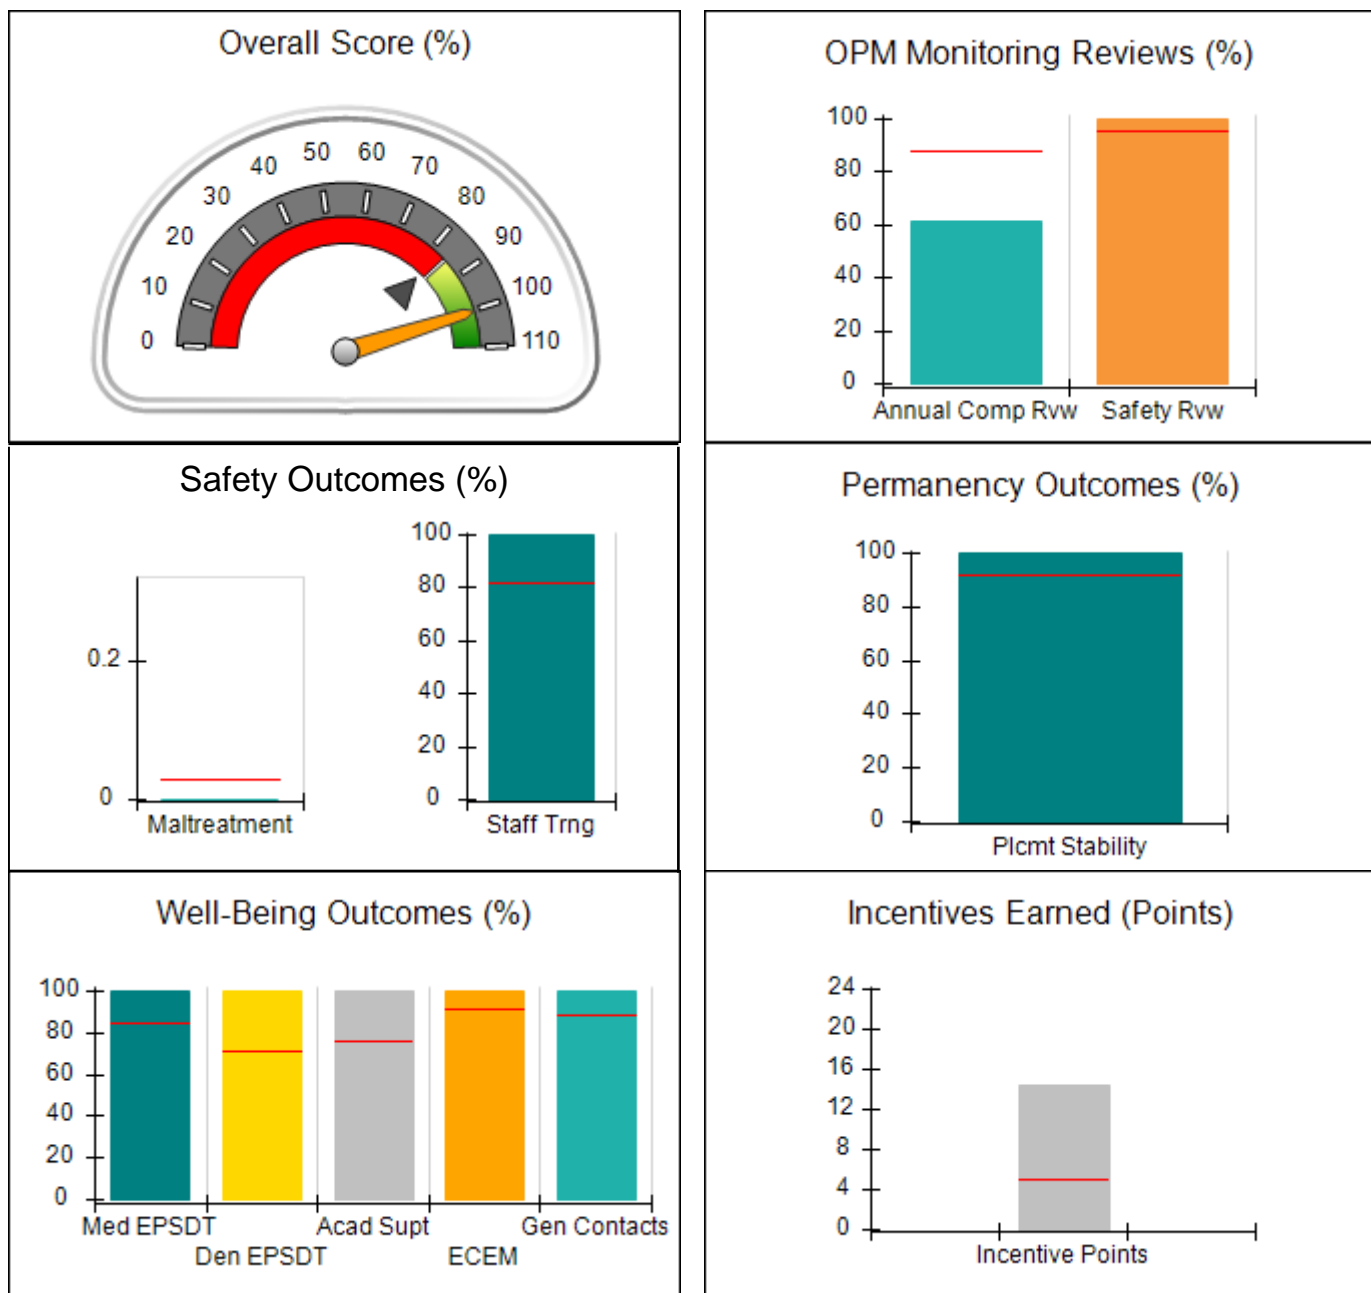 Overall Score (%)
0
10
20
30
40
50
60
70
80
90
100
110
OPM Monitoring Reviews (%)
100
80
60
40
20
0
Annual Comp Rvw
Safety Rvw
Safety Outcomes (%)
0.2
0
Maltreatment
100
80
60
40
20
0
Staff Trng
Permanency Outcomes (%)
100
80
60
40
20
0
Plcmt Stability
Well-Being Outcomes (%)
100
80
60
40
20
0
Med EPSDT
Den EPSDT
Acad Supt
ECEM
Gen Contacts
Incentives Earned (Points)
24
20
16
12
8
4
0
Incentive Points